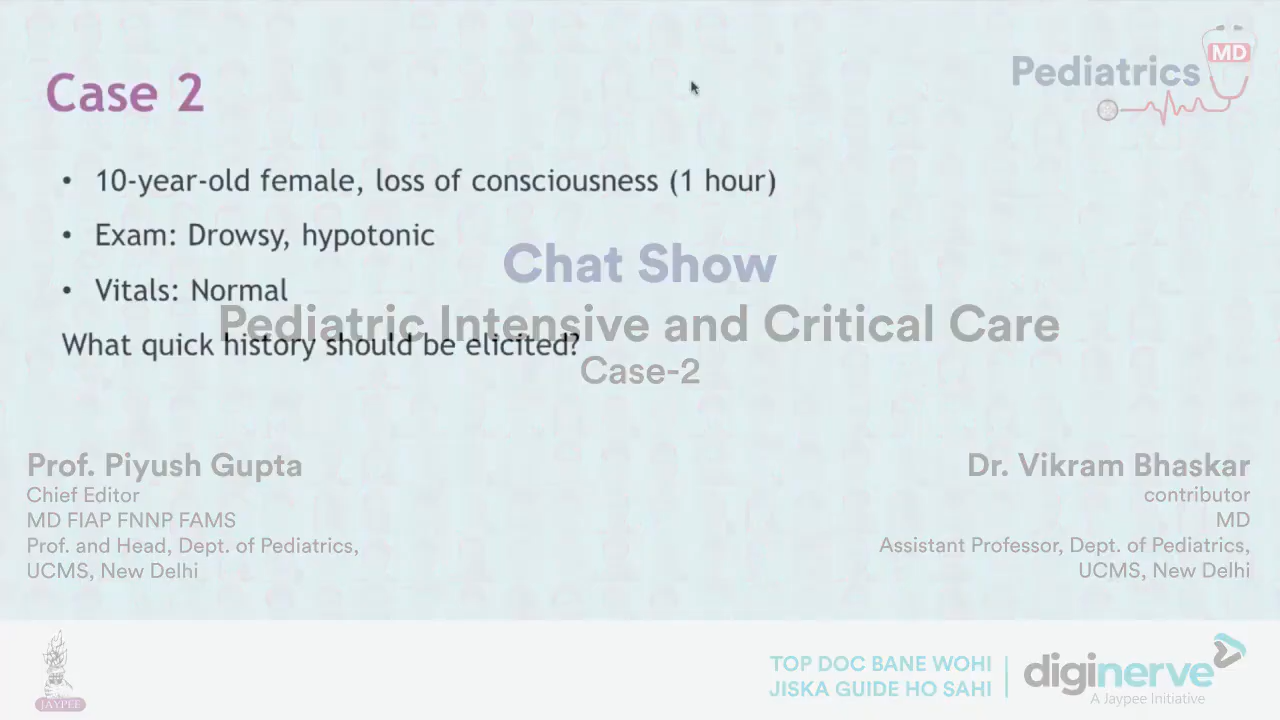 Case 2
Pediatrics MD
• 10-year-old female, loss of consciousness (1 hour)
• Exam: Drowsy, hypotonic
Chat Show
• Vitals: Normal
Pediatric Intensive and Critical Care
What quick history should be elicited?
Case-2
Prof. Piyush Gupta
Chief Editor
MD FIAP FNNP FAMS
Prof. and Head, Dept. of Pediatrics,
UCMS, New Delhi
Dr. Vikram Bhaskar
contributor
MD
Assistant Professor, Dept. of Pediatrics,
UCMS, New Delhi
JAYPEE
TOP DOC BANE WOHI
JISKA GUIDE HO SAHI
diginerve
A Jaypee Initiative